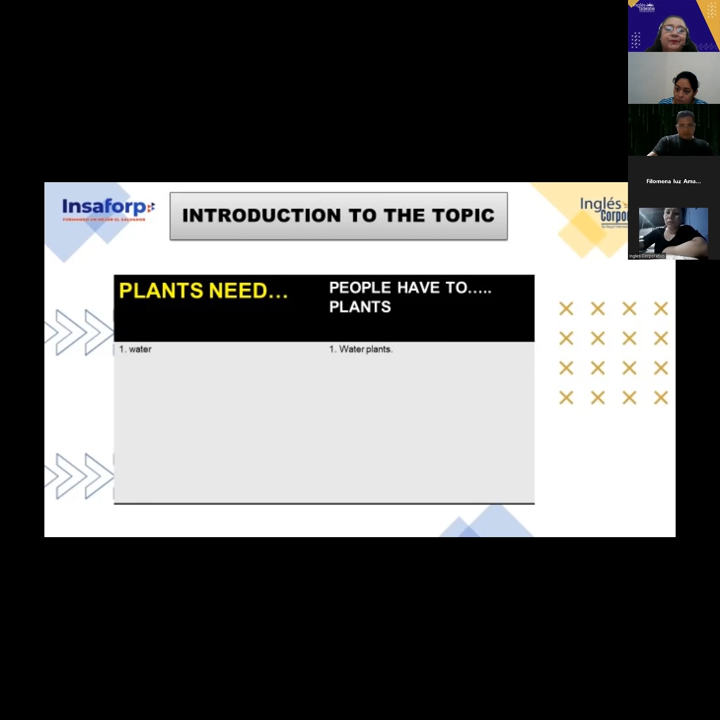 Insaforp
INTRODUCTION TO THE TOPIC
Inglés
Corpo
PLANTS NEED…
PEOPLE HAVE TO…..
PLANTS
1. water
1. Water plants.
Filomena luz Ama...